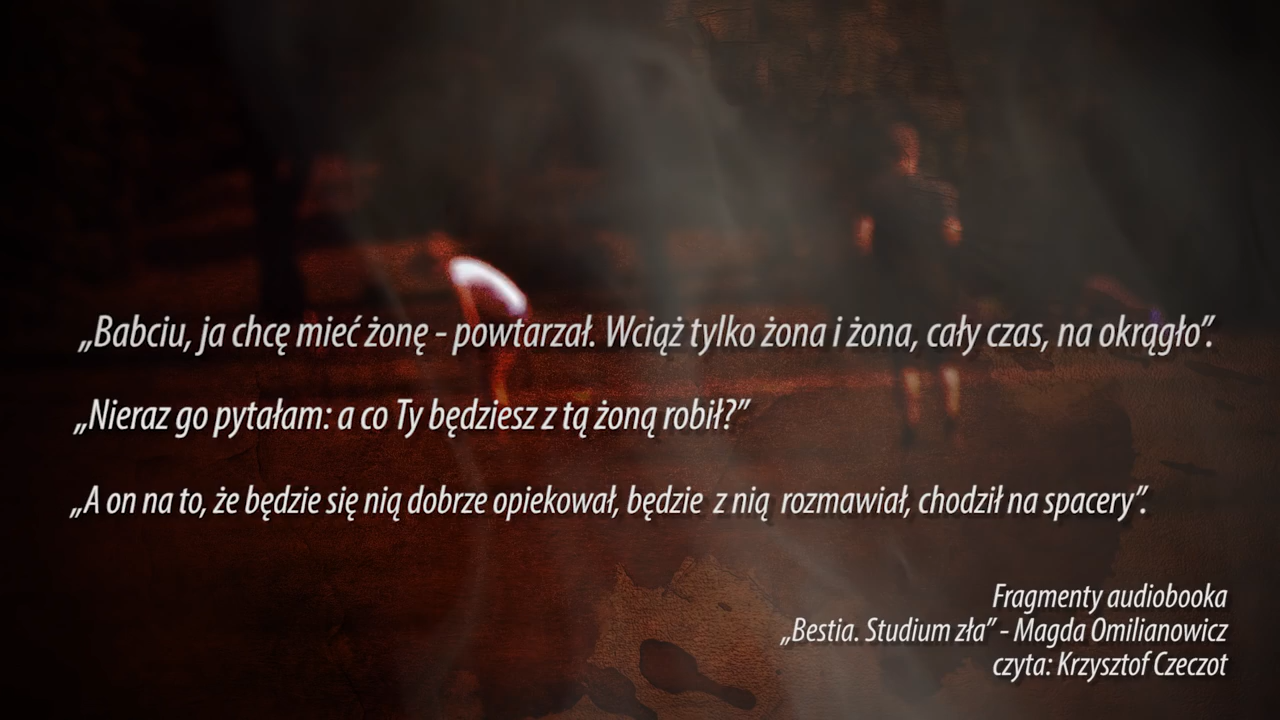 „Babciu, ja chcę mieć żonę - powtarzał. Wciąż tylko żona i żona, cały czas, na okrągło”.
„Nieraz go pytałam: a co Ty będziesz z tą żoną robił?”
„A on na to, że będzie się nią dobrze opiekował, będzie z nią rozmawiał, chodził na spacery”.
Fragmenty audiobooka
„Bestia. Studium zła” - Magda Omilianowicz
czyta: Krzysztof Czeczot